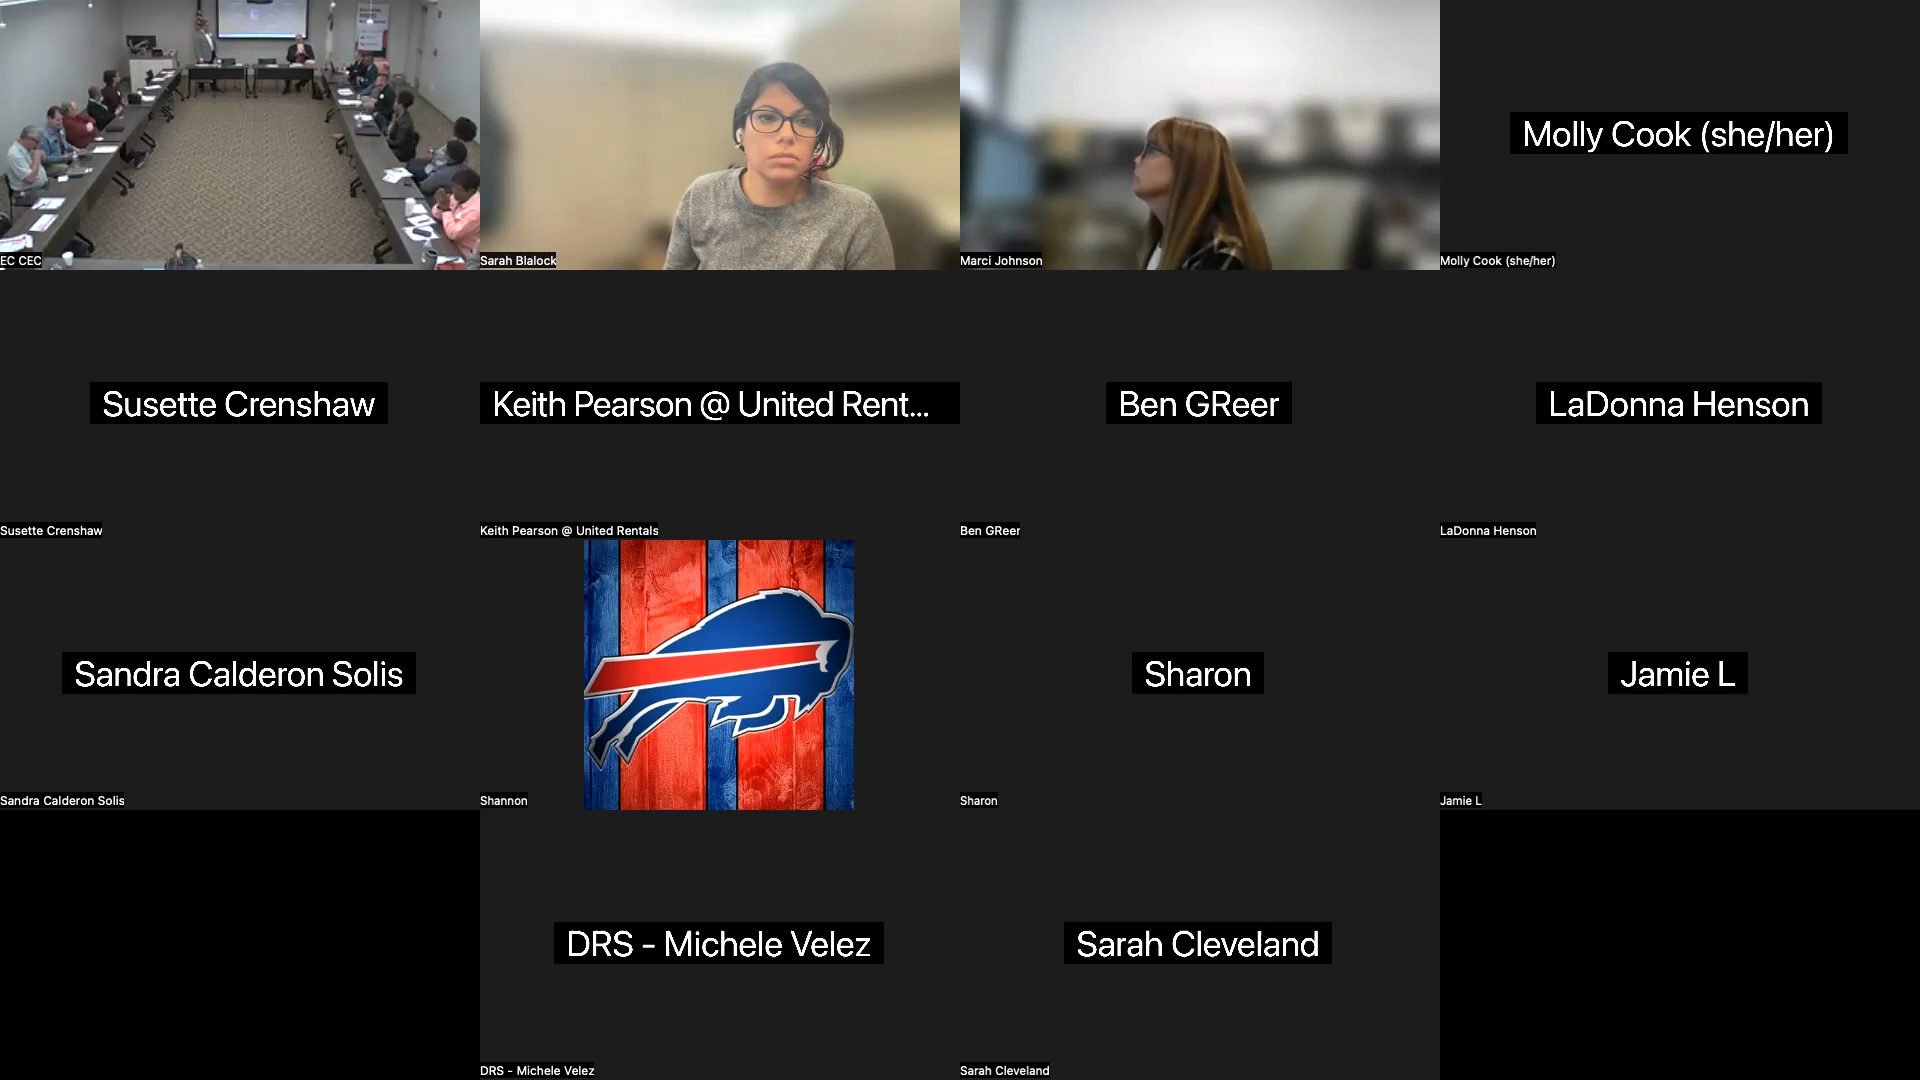 EC CEC
Sarah Blalock
Marci Johnson
Molly Cook (she/her)
Molly Cook (she/her)
Susette Crenshaw
Keith Pearson @ United Rent...
Ben GReer
LaDonna Henson
Susette Crenshaw
Keith Pearson @ United Rentals
Ben GReer
LaDonna Henson
Sandra Calderon Solis
Sharon
Jamie L
Sandra Calderon Solis
Shannon
Sharon
Jamie L
DRS - Michele Velez
Sarah Cleveland
DRS - Michele Velez
Sarah Cleveland